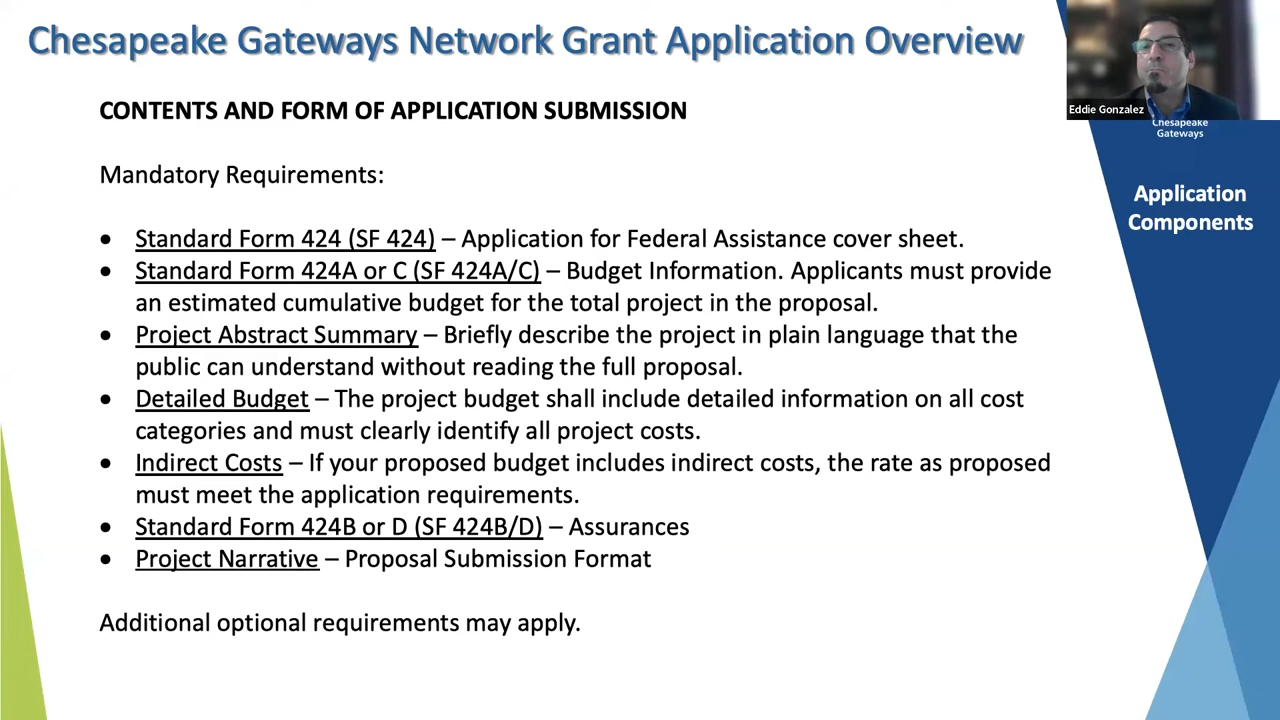 Chesapeake Gateways Network Grant Application Overview
Eddie Gonzalez
Chesapeake
Gateways
Application
Components
CONTENTS AND FORM OF APPLICATION SUBMISSION
Mandatory Requirements:
• Standard Form 424 (SF 424) – Application for Federal Assistance cover sheet.
• Standard Form 424A or C (SF 424A/C) – Budget Information. Applicants must provide
an estimated cumulative budget for the total project in the proposal.
• Project Abstract Summary – Briefly describe the project in plain language that the
public can understand without reading the full proposal.
• Detailed Budget – The project budget shall include detailed information on all cost
categories and must clearly identify all project costs.
• Indirect Costs – If your proposed budget includes indirect costs, the rate as proposed
must meet the application requirements.
• Standard Form 424B or D (SF 424B/D) – Assurances
• Project Narrative – Proposal Submission Format
Additional optional requirements may apply.